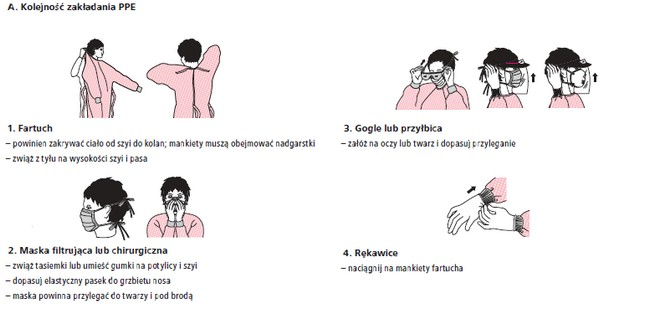 A. Kolejność zakładania PPE
1. Fartuch
– powinien zakrywać ciało od szyi do kolan; mankiety muszą obejmować nadgarstki
– zwiąż z tyłu na wysokości szyi i pasa
2. Maska filtrująca lub chirurgiczna
– zwiąż tasiemki lub umieść gumki na potylicy i szyi
– dopasuj elastyczny pasek do grzbietu nosa
– maska powinna przylegać do twarzy i pod brodą
3. Gogle lub przyłbica
– załóż na oczy lub twarz i dopasuj przyleganie
4. Rękawice
– naciągnij na mankiety fartucha